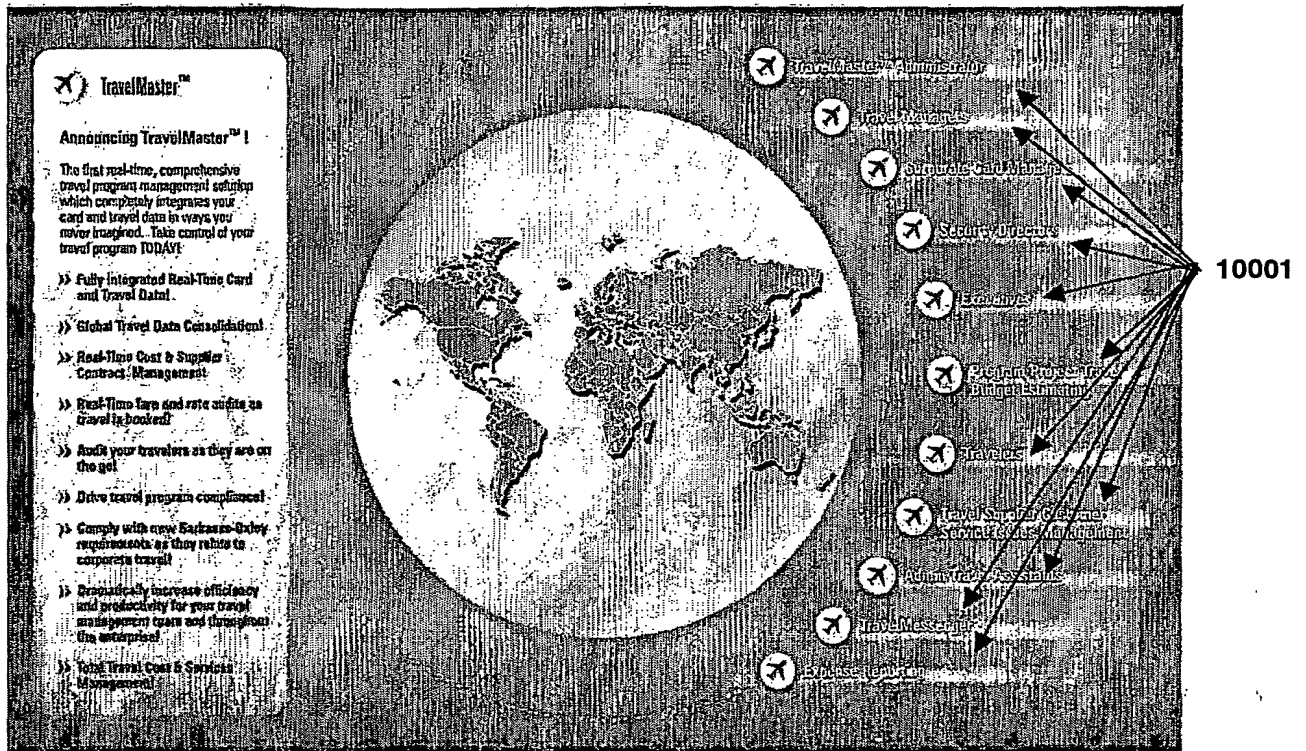 TravelMaster™
Announcing TravelMaster™ !
The first real-time, comprehensive
travel program management solution
which completely integrates your
card and travel data in ways you
never imagined. Take control of your
travel program TODAY!
>> Fully integrated Real-Time Card
and Travel Data!
>> Global Travel Data Consolidation!
>> Real-Time Cost & Supplier
Contract Management
>> Real-Time fare and rate audits as
travel is booked!
>> Audit your travelers as they are on
the go!
>> Drive travel program compliance!
>> Comply with new Sarbanes-Oxley
requirements as they relate to
corporate travel!
>> Dramatically increase efficiency
and productivity for your travel
management team and throughout
the enterprise!
>> Total Travel Cost & Services
Management!
TravelMaster Administrator
Travel Managers
Corporate Card Manage
Security Directors
Executives
Program Project Travel
Budget Estimating
Travelers
Travel Supplier Customer
Service Issues Management
Admin Travel Assistants
TravelMessenger
Expense Reporting
10001